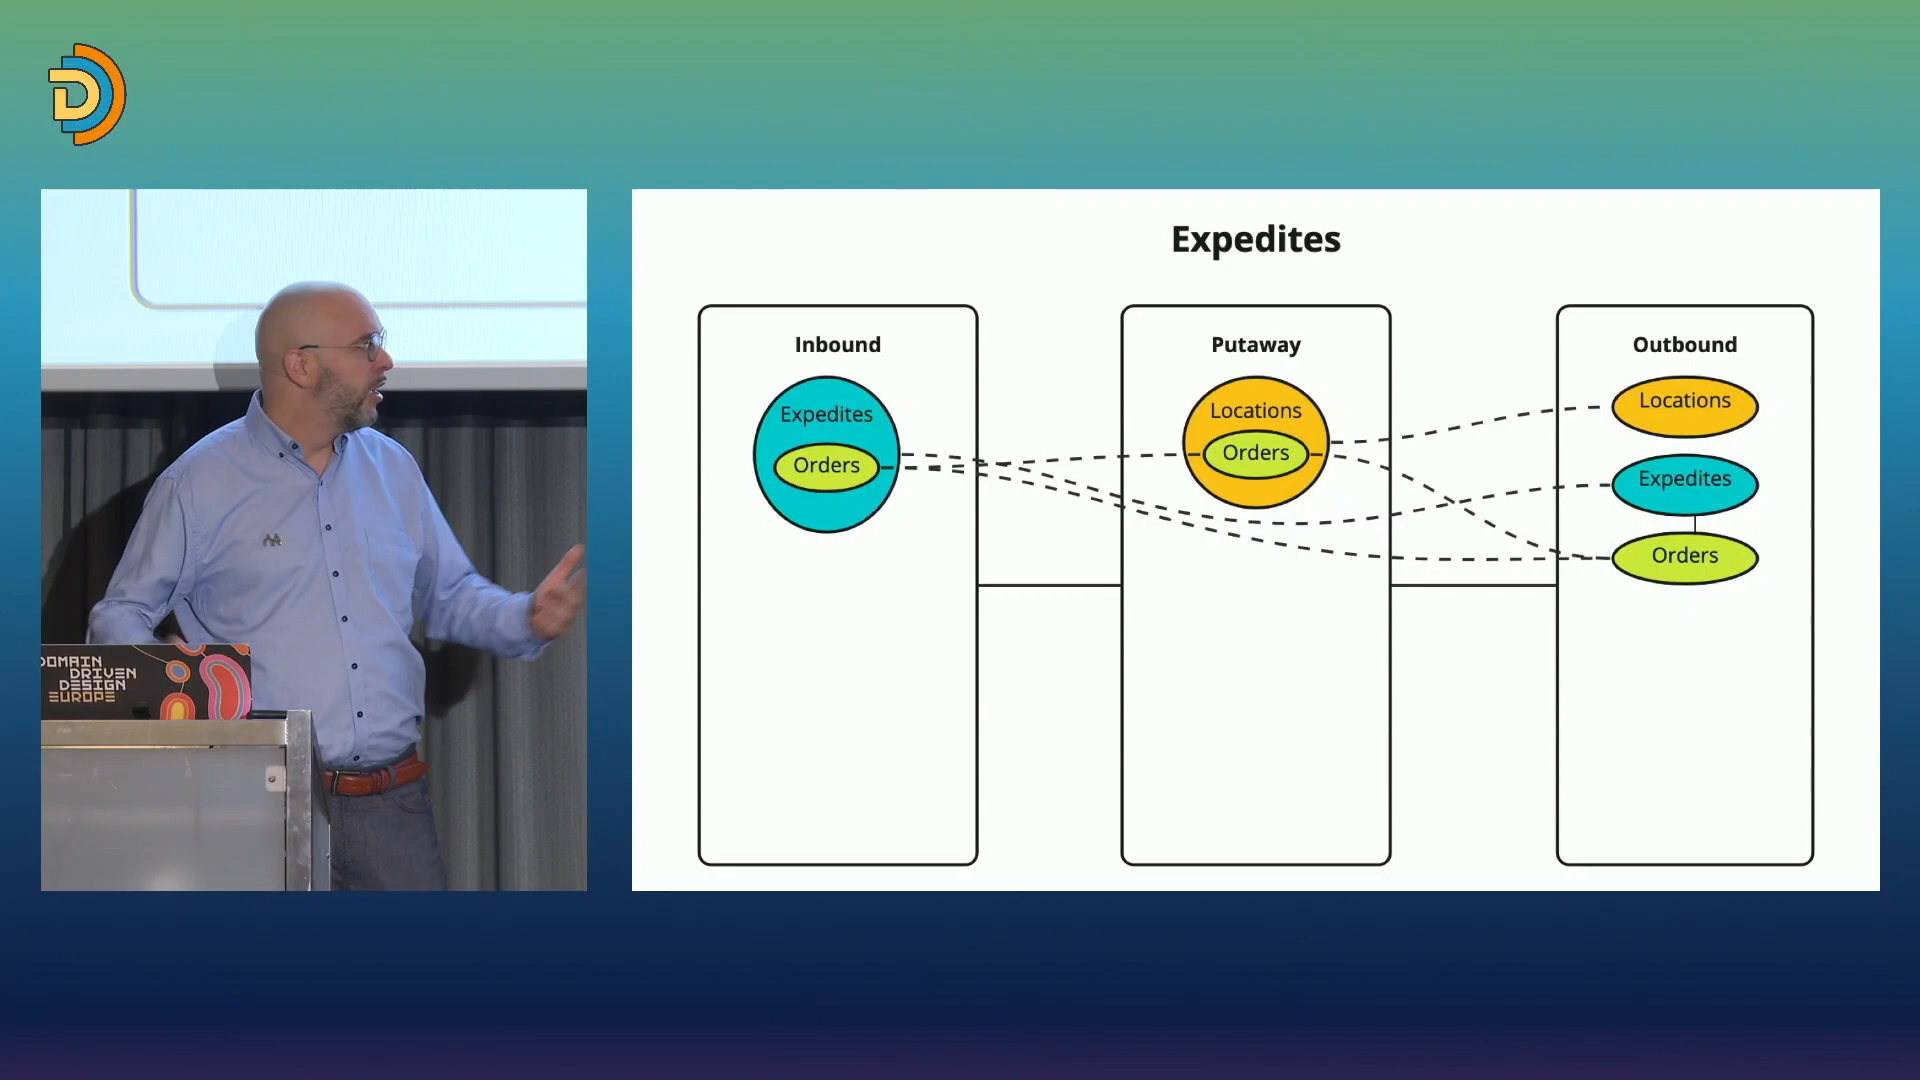 DOMAIN
DRIVEN
DESIGN
EUROPE
Expedites
Inbound
Expedites
Orders
Putaway
Locations
Orders
Outbound
Locations
Expedites
Orders